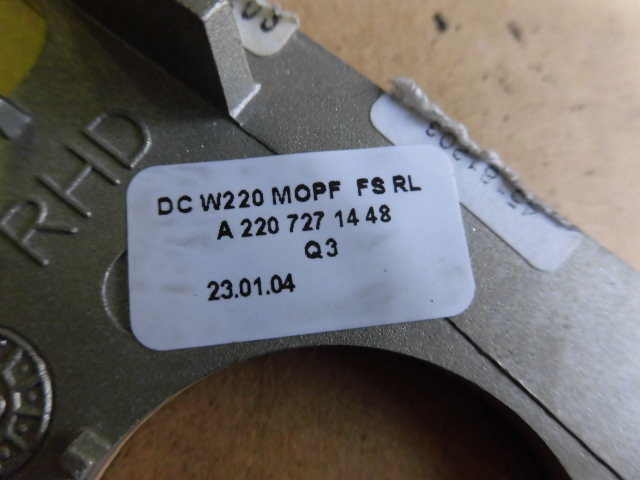 RHD
DC W220 MOPF FS RL
A 220 727 14 48
Q3
23.01.04